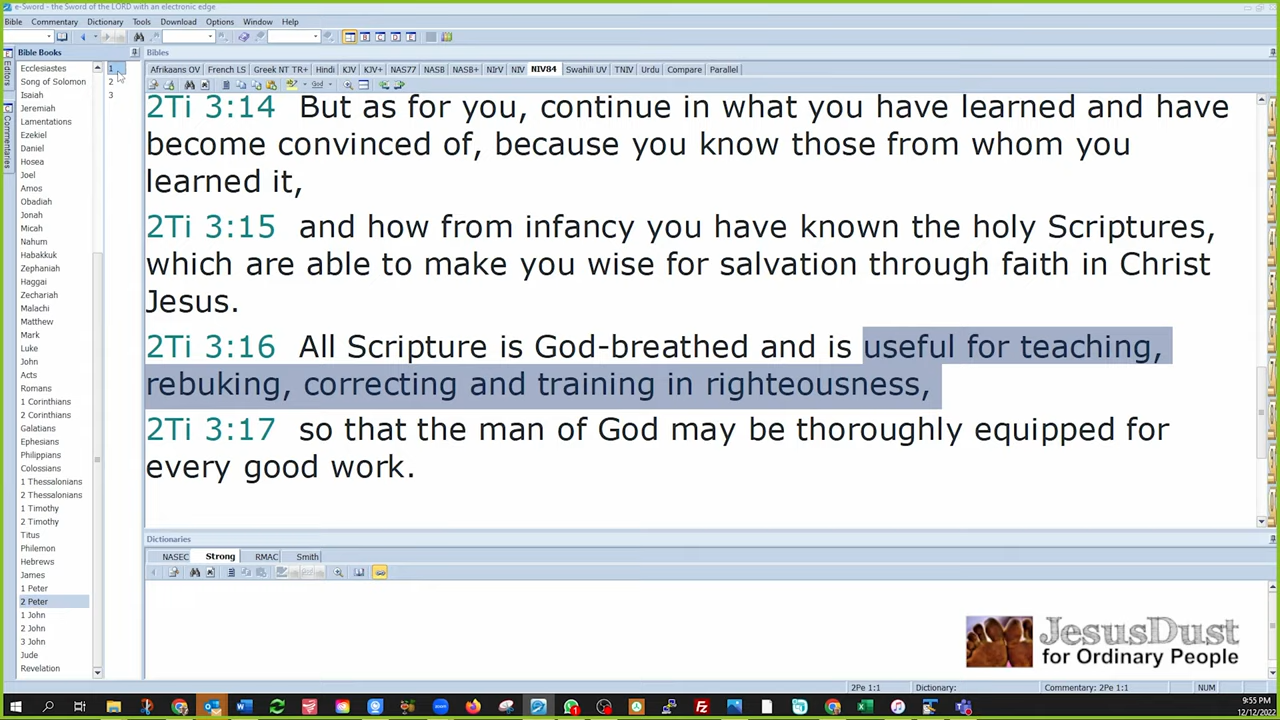 e-Sword - the Sword of the LORD with an electronic edge
Bible Commentary Dictionary Tools Download Options Window Help
Bible Books
Bibles
Editors
Commentaries
Ecclesiastes
Song of Solomon
Isaiah
Jeremiah
Lamentations
Ezekiel
Daniel
Hosea
Joel
Amos
Obadiah
Jonah
Micah
Nahum
Habakkuk
Zephaniah
Haggai
Zechariah
Malachi
Matthew
Mark
Luke
John
Acts
Romans
1 Corinthians
2 Corinthians
Galatians
Ephesians
Philippians
Colossians
1 Thessalonians
2 Thessalonians
1 Timothy
2 Timothy
Titus
Philemon
Hebrews
James
1 Peter
2 Peter
1 John
2 John
3 John
Jude
Revelation
1
2
3
Afrikaans OV French LS Greek NT TR+ Hindi KJV KJV+ NAS77 NASB NASB+ NIrV NIV NIV84 Swahili UV TNIV Urdu Compare Parallel
2Ti 3:14 But as for you, continue in what you have learned and have
become convinced of, because you know those from whom you
learned it,
2Ti 3:15 and how from infancy you have known the holy Scriptures,
which are able to make you wise for salvation through faith in Christ
Jesus.
2Ti 3:16 All Scripture is God-breathed and is useful for teaching,
rebuking, correcting and training in righteousness,
2Ti 3:17 so that the man of God may be thoroughly equipped for
every good work.
Dictionaries
NASEC Strong RMAC Smith
JesusDust
for Ordinary People
2Pe 1:1 Dictionary: Commentary: 2Pe 1:1 NUM
9:55 PM
12/12/2022